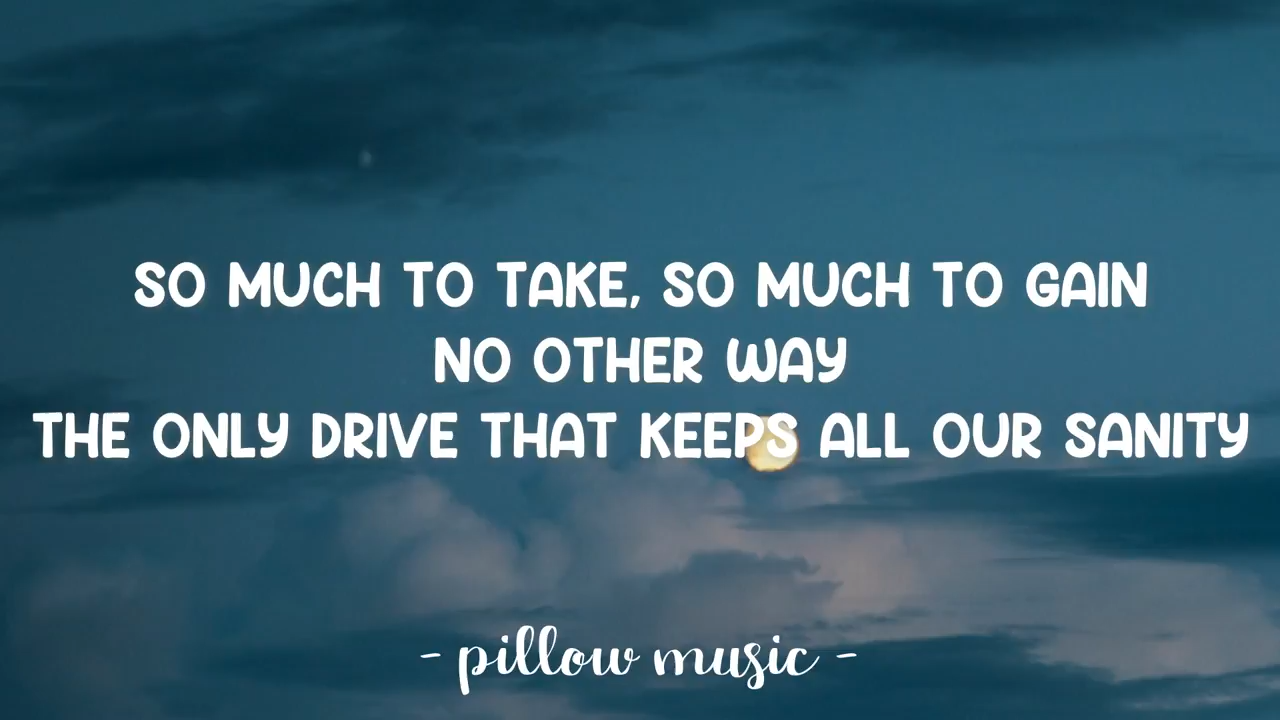 SO MUCH TO TAKE, SO MUCH TO GAIN
NO OTHER WAY
THE ONLY DRIVE THAT KEEPS ALL OUR SANITY
- pillow music -